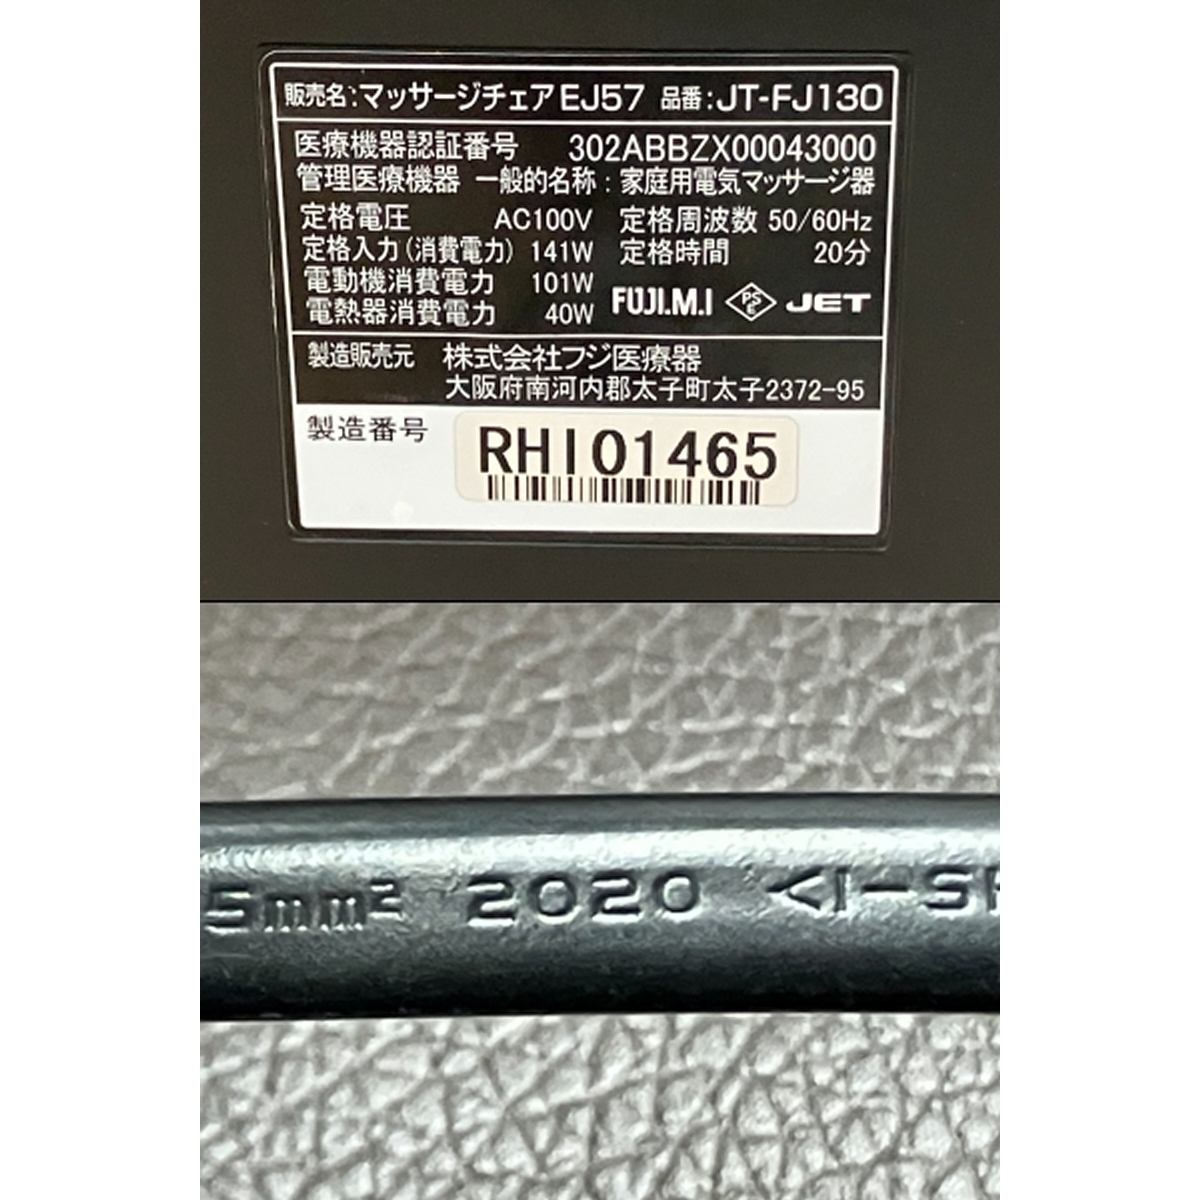 販売名：マッサージチェア EJ57 品番：JT-FJ130
医療機器認証番号 302ABBZX00043000
管理医療機器 一般的名称：家庭用電気マッサージ器
定格電圧 AC100V 定格周波数 50/60Hz
定格入力(消費電力) 141W 定格時間 20分
電動機消費電力 101W
電熱器消費電力 40W FUJI.M.I PSE JET
製造販売元 株式会社フジ医療器
大阪府南河内郡太子町太子2372-95
製造番号 RHI01465
5mm² 2020 <I-SH